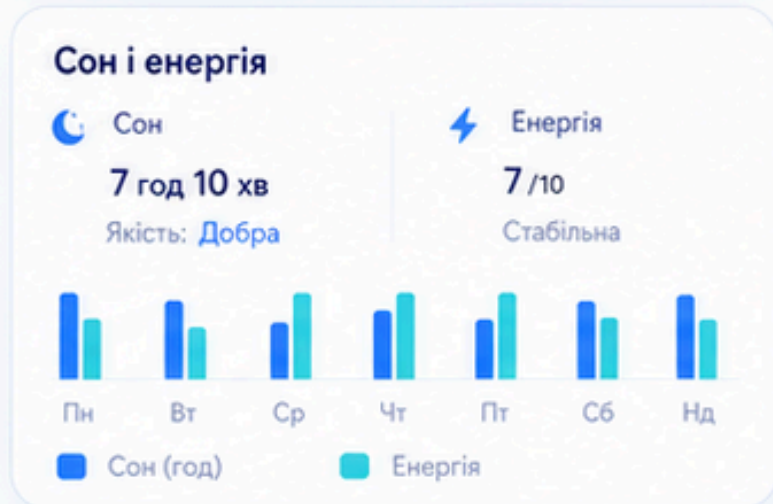 Сон і енергія
Сон
Енергія
7 год 10 хв
7 /10
Якість: Добра
Стабільна
Пн Вт Ср Чт Пт Сб Нд
Сон (год) Енергія